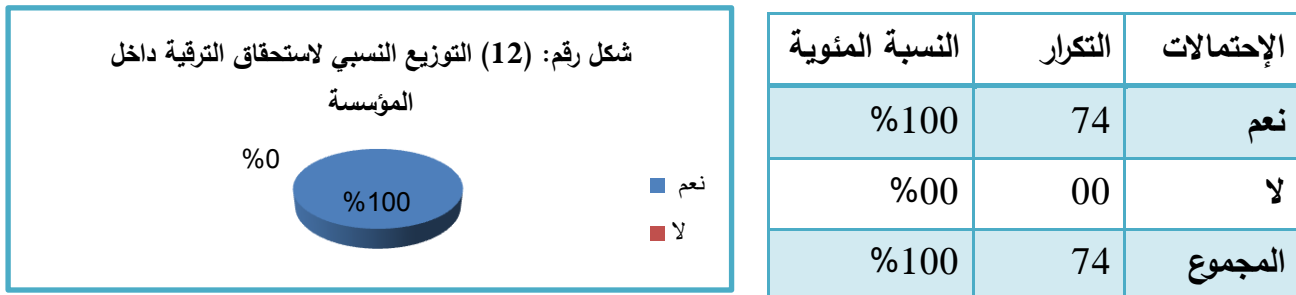 الإحتمالات التكرار النسبة المئوية
نعم 74 %100
لا 00 %00
المجموع 74 %100
شكل رقم: (12) التوزيع النسبي لاستحقاق الترقية داخل
المؤسسة
%0
%100
نعم
لا